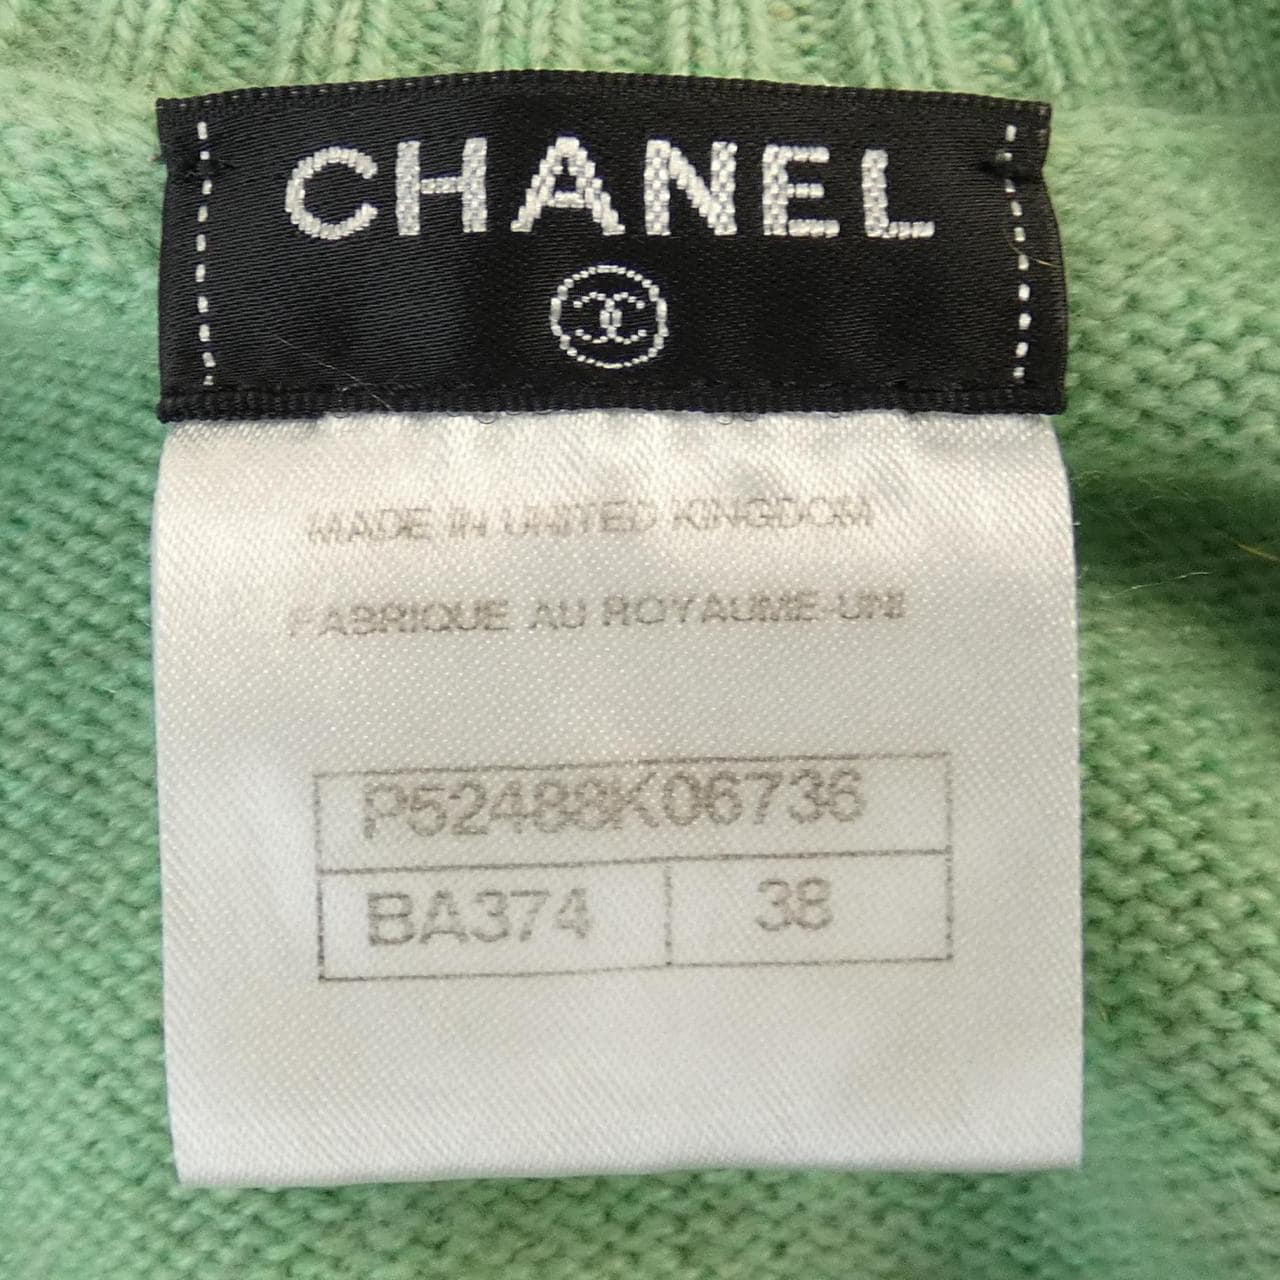 CHANEL
MADE IN UNITED KINGDOM
FABRIQUE AU ROYAUME-UNI
P52488K06736
BA374 38